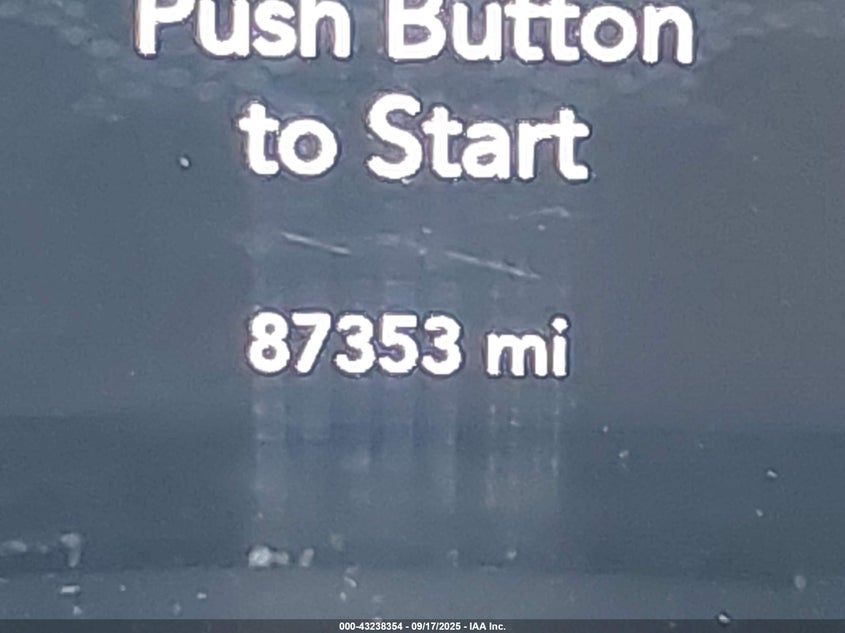 Push Button
to Start
87353 mi
000-43238354 - 09/17/2025 - IAA Inc.